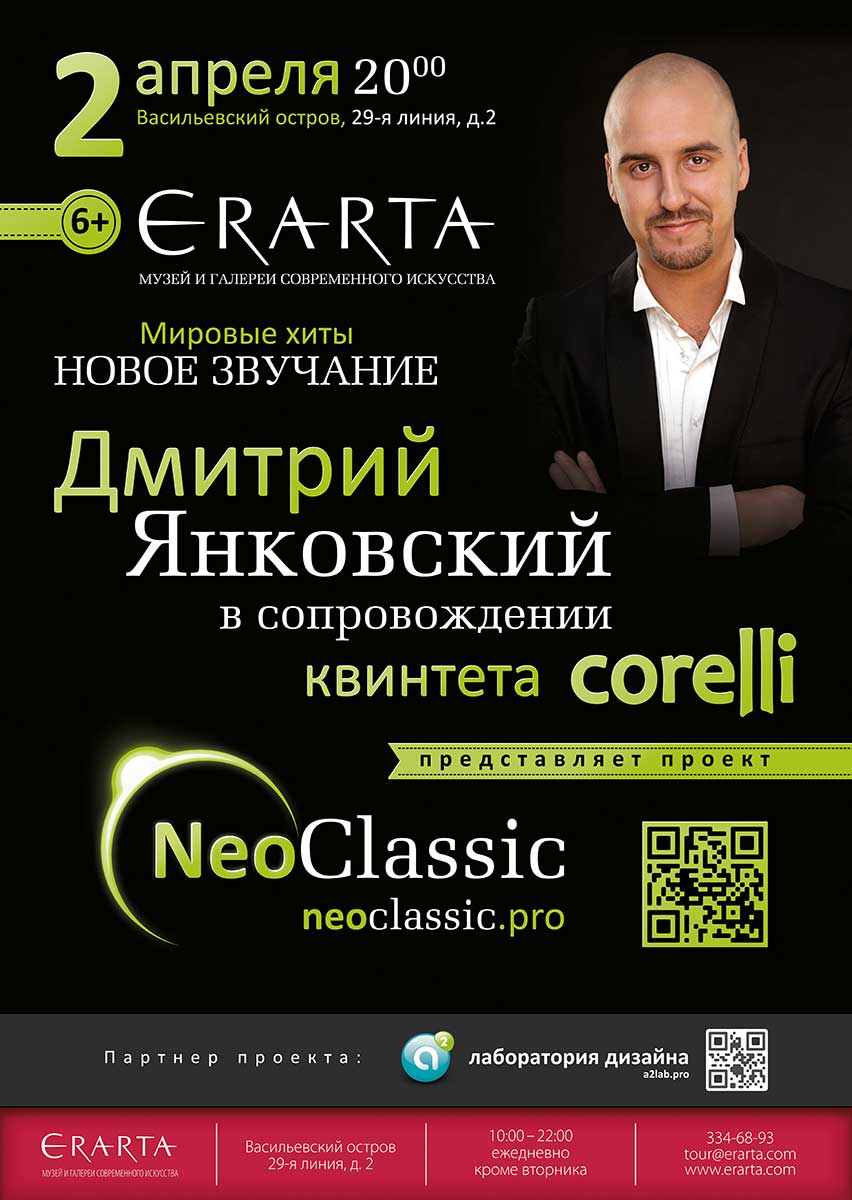 2 апреля 20⁰⁰
Васильевский остров, 29-я линия, д.2
6+
ERARTA
МУЗЕЙ И ГАЛЕРЕИ СОВРЕМЕННОГО ИСКУССТВА
Мировые хиты
НОВОЕ ЗВУЧАНИЕ
Дмитрий
Янковский
в сопровождении
квинтета corelli
представляет проект
NeoClassic
neoclassic.pro
Партнер проекта:
a2
лаборатория дизайна
a2lab.pro
ERARTA
МУЗЕЙ И ГАЛЕРЕИ СОВРЕМЕННОГО ИСКУССТВА
Васильевский остров
29-я линия, д. 2
10:00 – 22:00
ежедневно
кроме вторника
334-68-93
tour@erarta.com
www.erarta.com